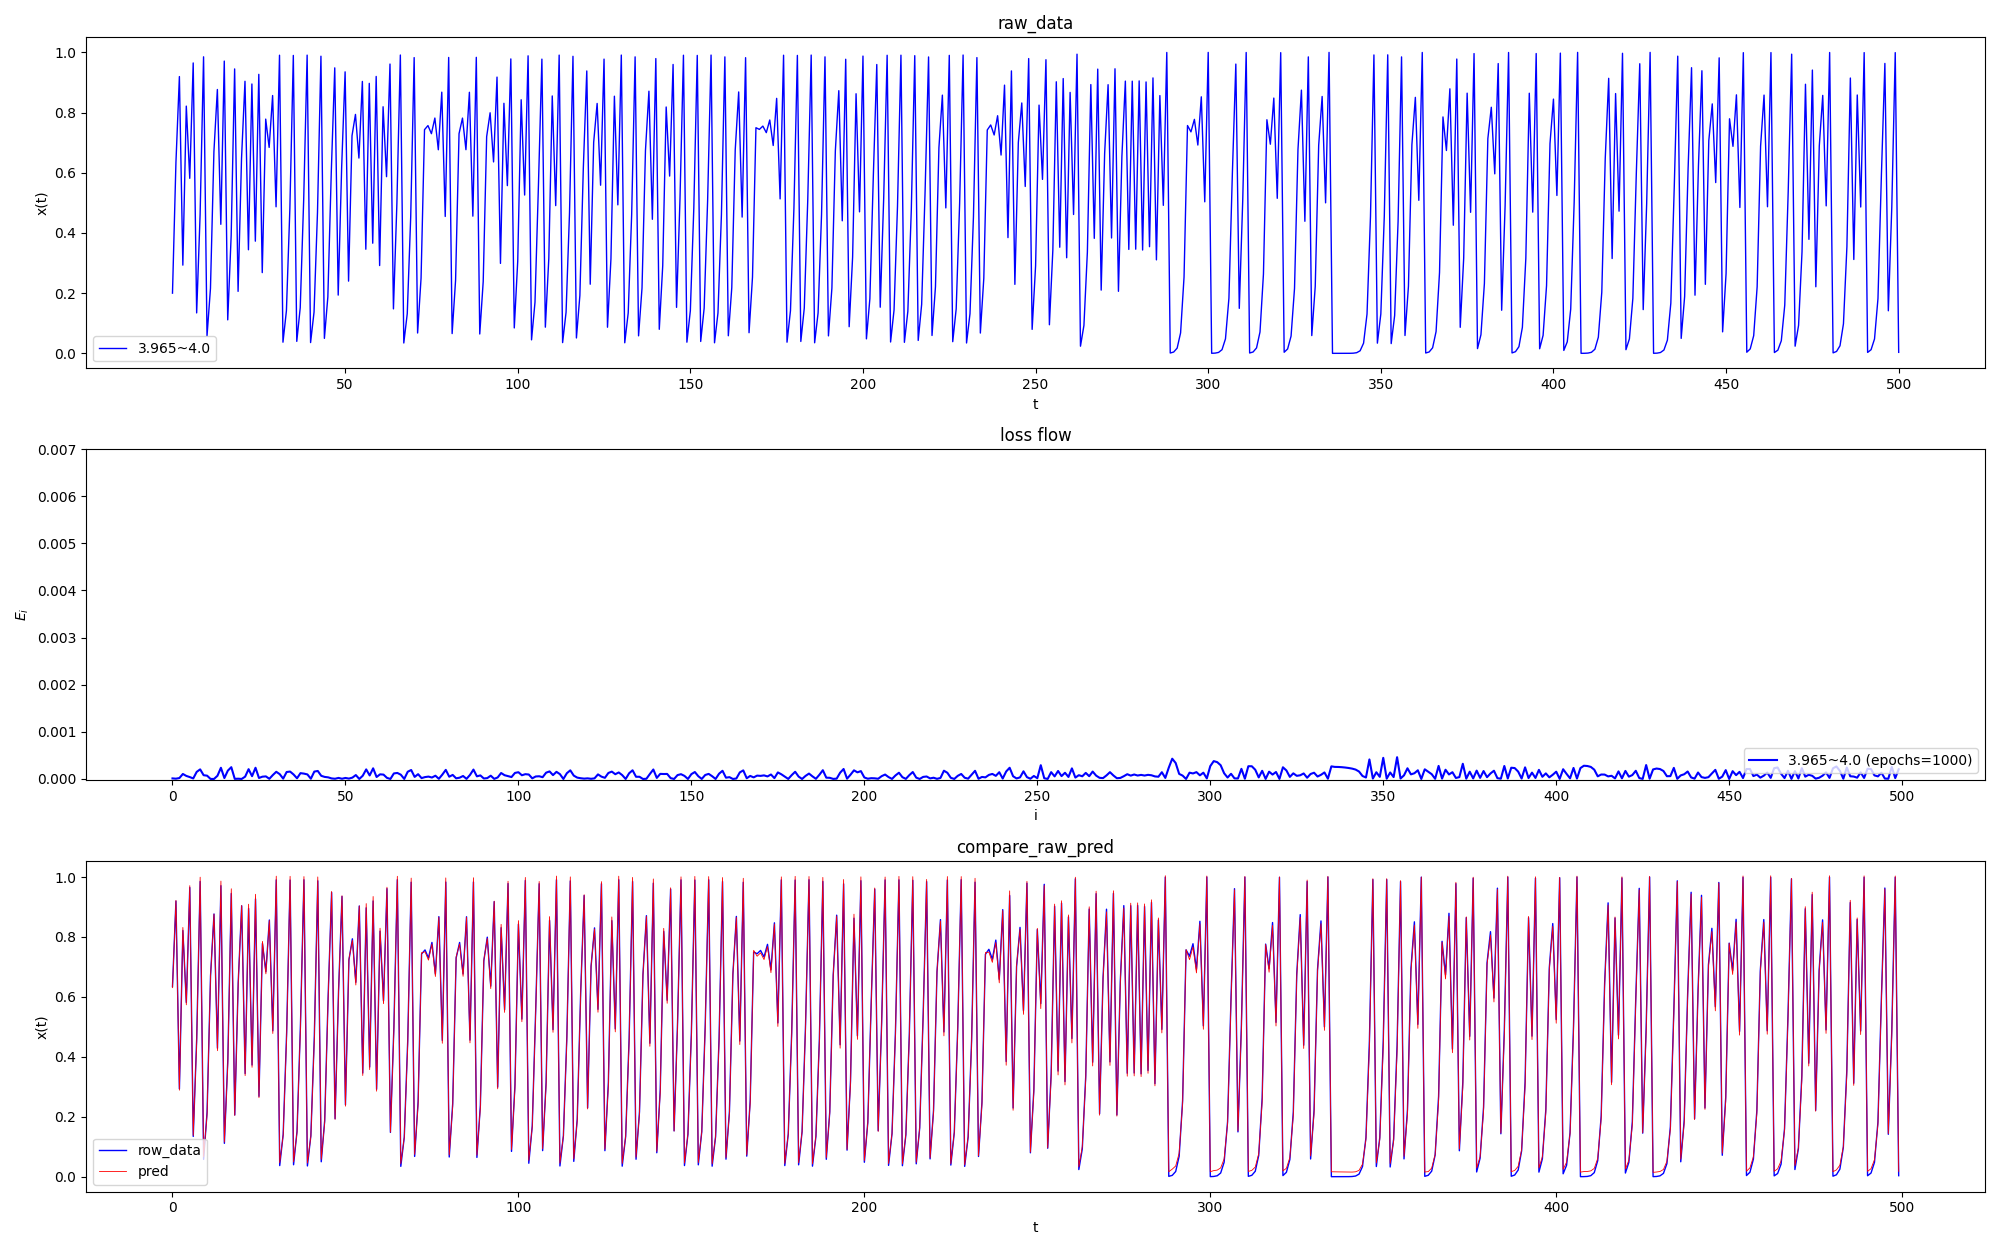 raw_data
1.0
0.8
0.6
0.4
0.2
0.0
x(t)
3.965~4.0
50 100 150 200 250 300 350 400 450 500
t
loss flow
0.007
0.006
0.005
0.004
0.003
0.002
0.001
0.000
E_i
3.965~4.0 (epochs=1000)
0 50 100 150 200 250 300 350 400 450 500
i
compare_raw_pred
1.0
0.8
0.6
0.4
0.2
0.0
x(t)
row_data
pred
0 100 200 300 400 500
t